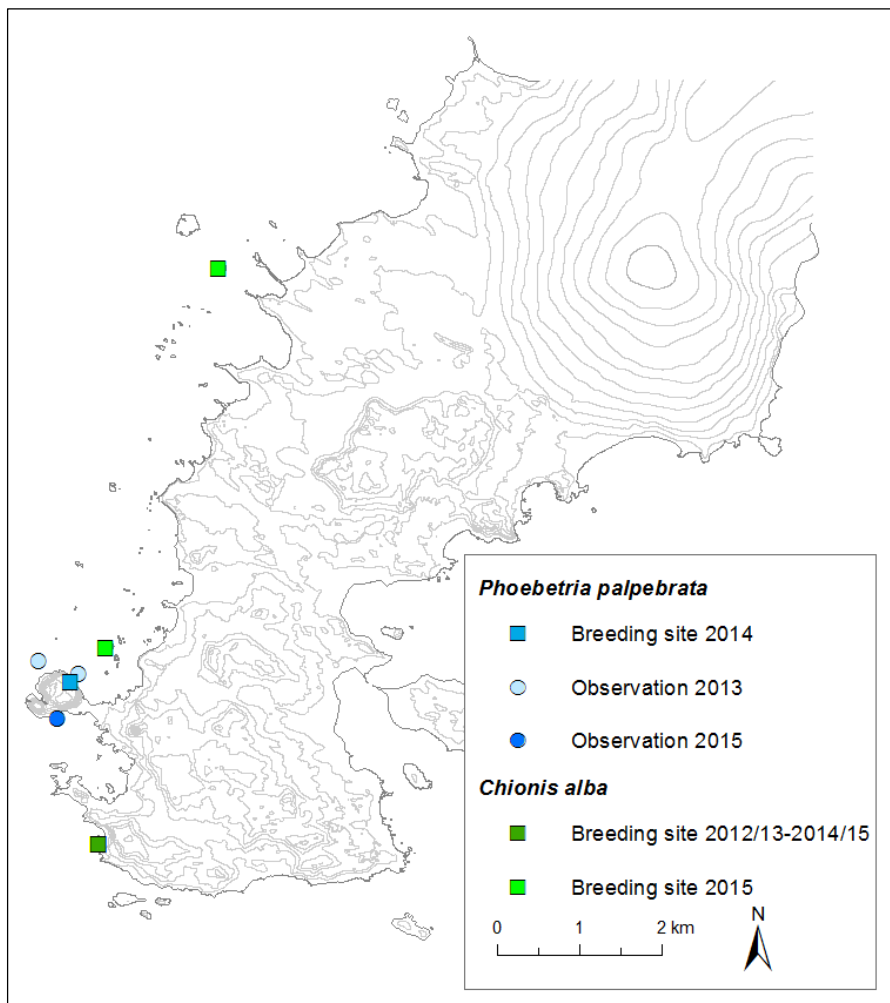 Phoebetria palpebrata
Breeding site 2014
Observation 2013
Observation 2015
Chionis alba
Breeding site 2012/13-2014/15
Breeding site 2015
0 1 2 km
N